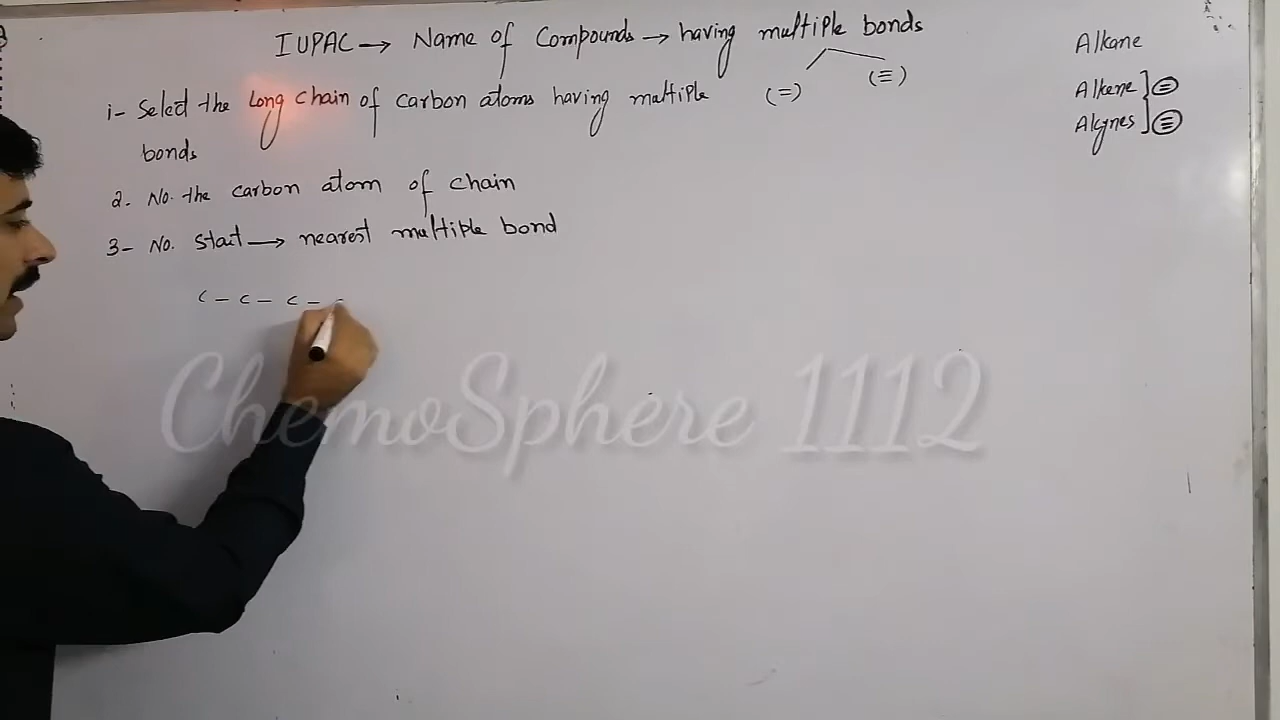 IUPAC → Name of Compounds → having multiple bonds
(=) (≡)
Alkane
Alkene ] (=)
Alkynes ] (≡)
i- Select the Long chain of carbon atoms having multiple
bonds
2- No. the carbon atom of chain
3- No. start → nearest multiple bond
C - C - C -
ChemoSphere 1112